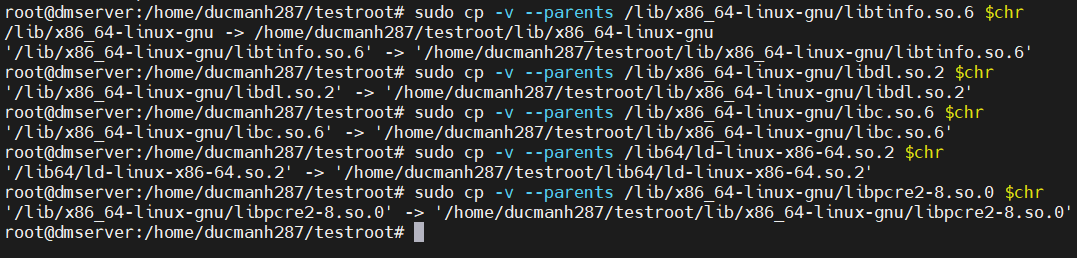 root@dmserver:/home/ducmanh287/testroot# sudo cp -v --parents /lib/x86_64-linux-gnu/libtinfo.so.6 $chr
/lib/x86_64-linux-gnu -> /home/ducmanh287/testroot/lib/x86_64-linux-gnu
'/lib/x86_64-linux-gnu/libtinfo.so.6' -> '/home/ducmanh287/testroot/lib/x86_64-linux-gnu/libtinfo.so.6'
root@dmserver:/home/ducmanh287/testroot# sudo cp -v --parents /lib/x86_64-linux-gnu/libdl.so.2 $chr
'/lib/x86_64-linux-gnu/libdl.so.2' -> '/home/ducmanh287/testroot/lib/x86_64-linux-gnu/libdl.so.2'
root@dmserver:/home/ducmanh287/testroot# sudo cp -v --parents /lib/x86_64-linux-gnu/libc.so.6 $chr
'/lib/x86_64-linux-gnu/libc.so.6' -> '/home/ducmanh287/testroot/lib/x86_64-linux-gnu/libc.so.6'
root@dmserver:/home/ducmanh287/testroot# sudo cp -v --parents /lib64/ld-linux-x86-64.so.2 $chr
'/lib64/ld-linux-x86-64.so.2' -> '/home/ducmanh287/testroot/lib64/ld-linux-x86-64.so.2'
root@dmserver:/home/ducmanh287/testroot# sudo cp -v --parents /lib/x86_64-linux-gnu/libpcre2-8.so.0 $chr
'/lib/x86_64-linux-gnu/libpcre2-8.so.0' -> '/home/ducmanh287/testroot/lib/x86_64-linux-gnu/libpcre2-8.so.0'
root@dmserver:/home/ducmanh287/testroot#